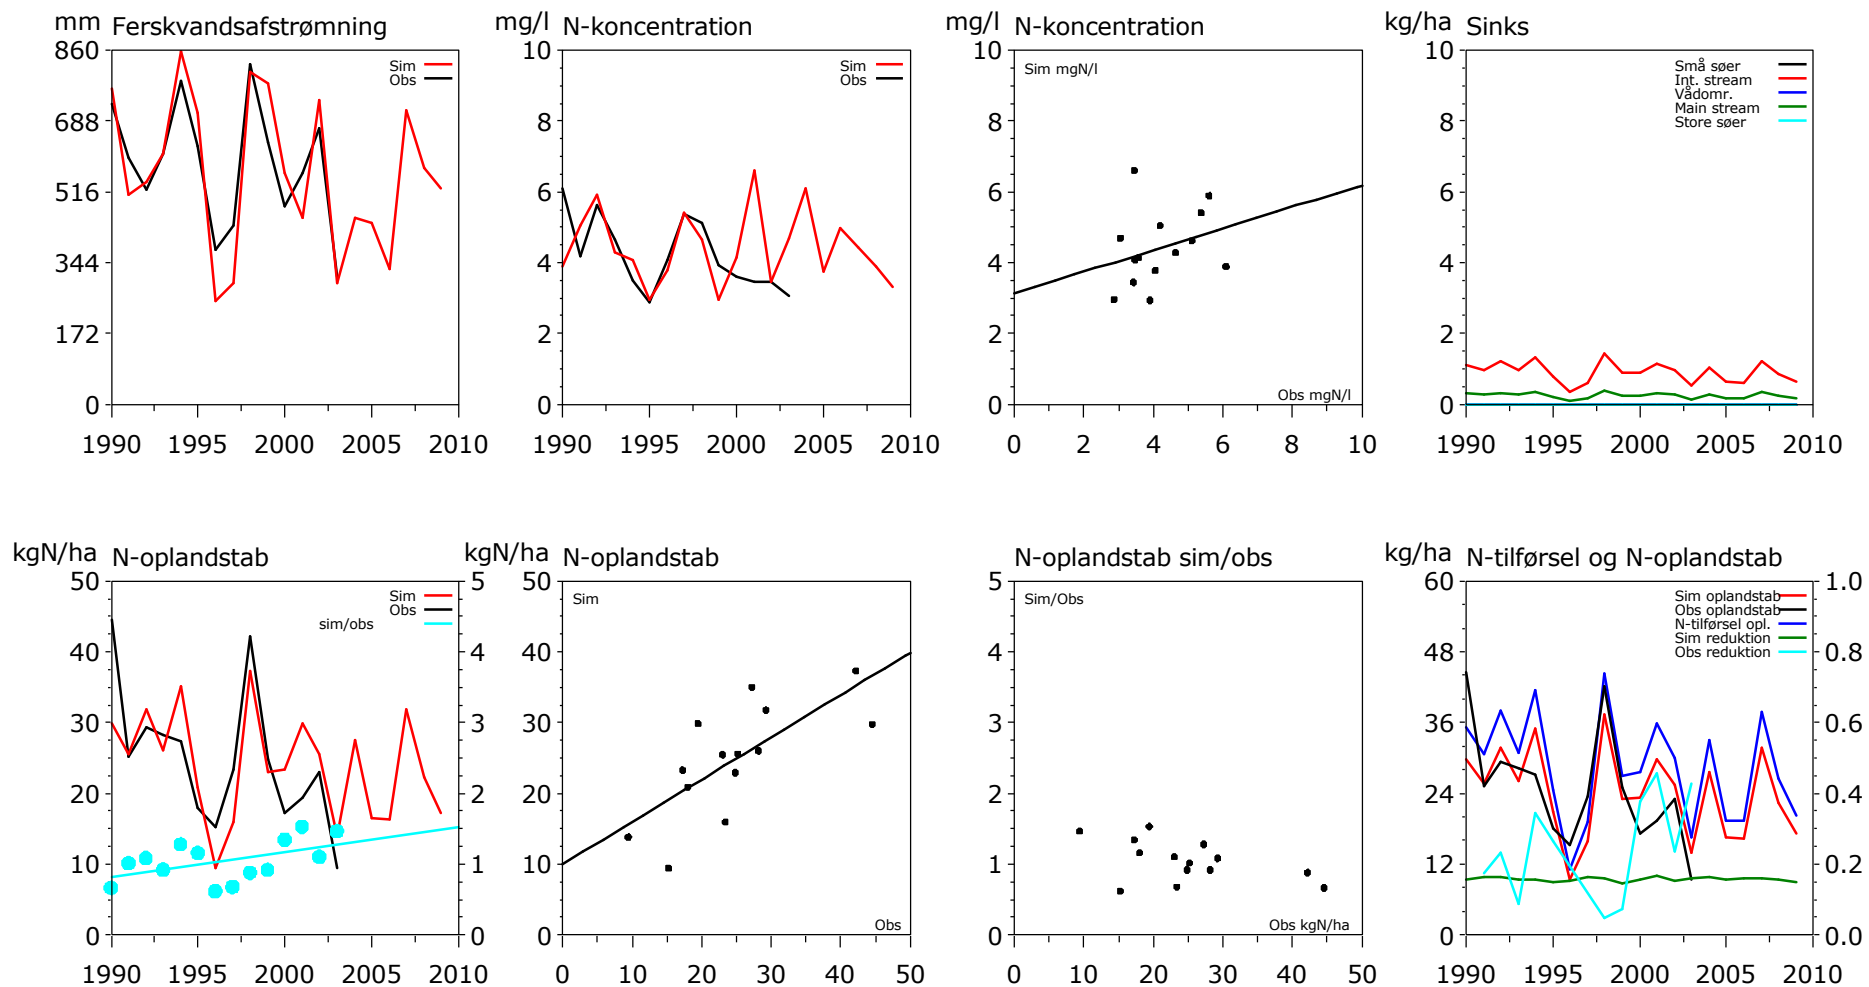 mm Ferskvandsafstrømning
860
688
516
344
172
0
1990 1995 2000 2005 2010
Sim
Obs
mg/l N-koncentration
10
8
6
4
2
0
1990 1995 2000 2005 2010
Sim
Obs
mg/l N-koncentration
10
8
6
4
2
0
0 2 4 6 8 10
Sim mgN/l
Obs mgN/l
kg/ha Sinks
10
8
6
4
2
0
1990 1995 2000 2005 2010
Små søer
Int. stream
Vådomr.
Main stream
Store søer
kgN/ha N-oplandstab
50
40
30
20
10
0
5
4
3
2
1
0
1990 1995 2000 2005 2010
Sim
Obs
sim/obs
kgN/ha N-oplandstab
50
40
30
20
10
0
0 10 20 30 40 50
Sim
Obs
N-oplandstab sim/obs
5
4
3
2
1
0
0 10 20 30 40 50
Sim/Obs
Obs kgN/ha
kg/ha N-tilførsel og N-oplandstab
60
48
36
24
12
0
1.0
0.8
0.6
0.4
0.2
0.0
1990 1995 2000 2005 2010
Sim oplandstab
Obs oplandstab
N-tilførsel opl.
Sim reduktion
Obs reduktion